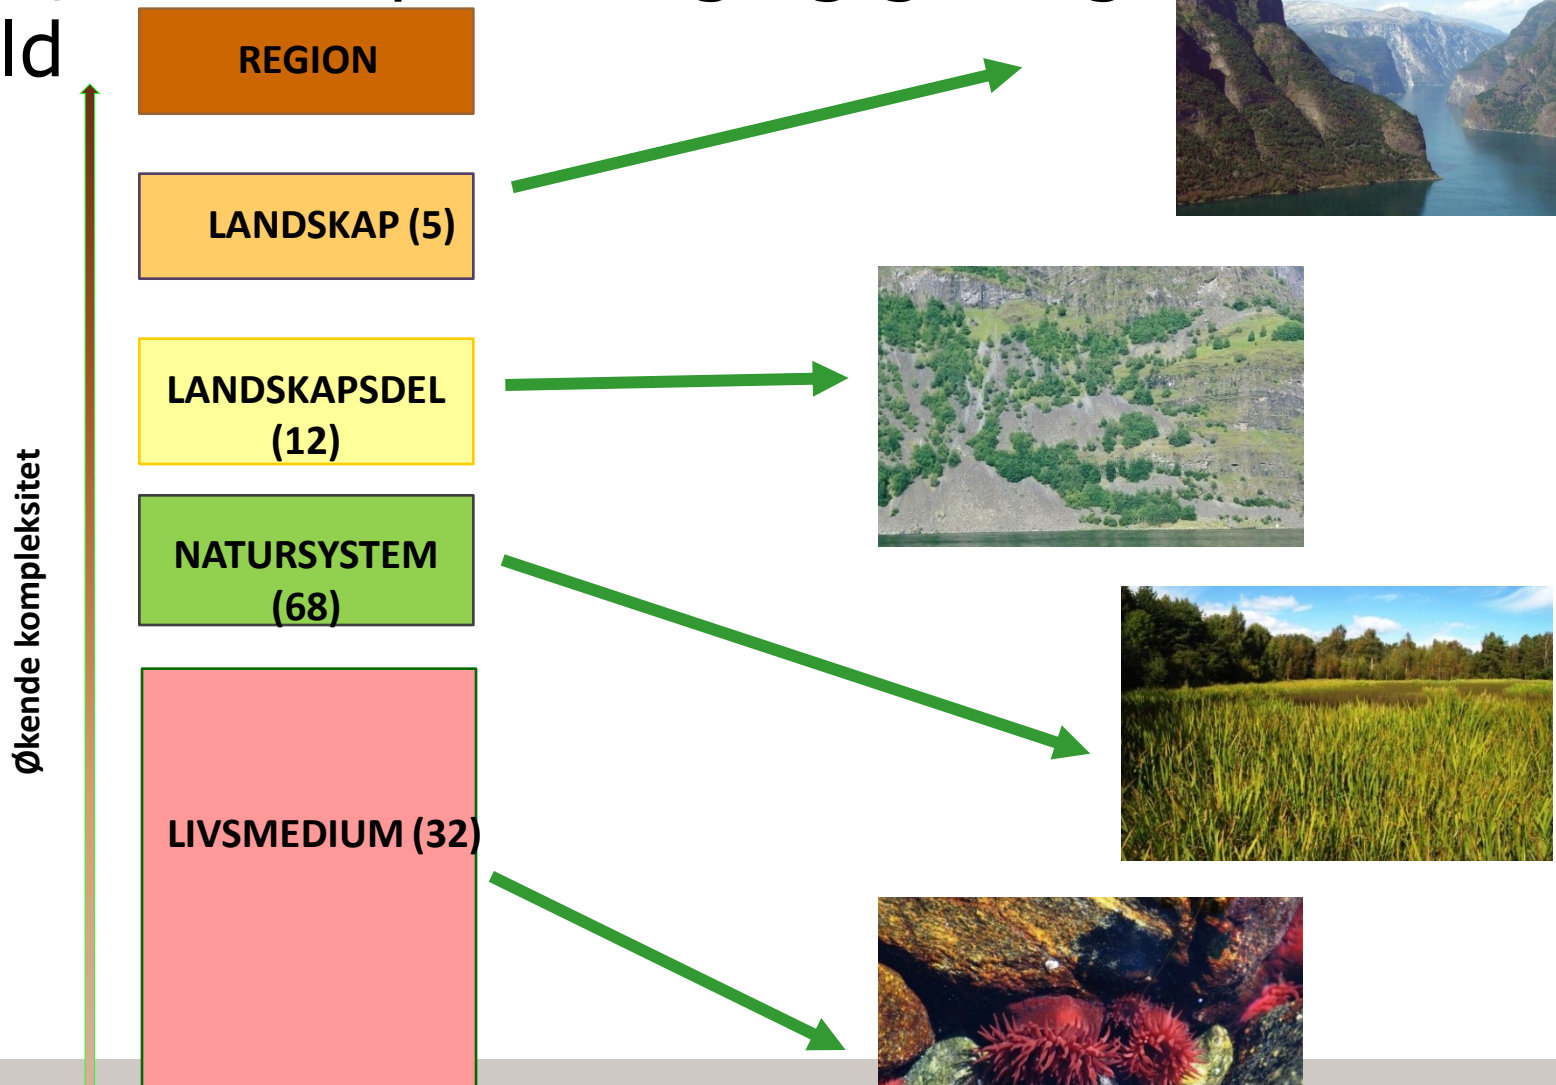 ld
REGION
LANDSKAP (5)
LANDSKAPSDEL
(12)
NATURSYSTEM
(68)
LIVSMEDIUM (32)
Økende kompleksitet